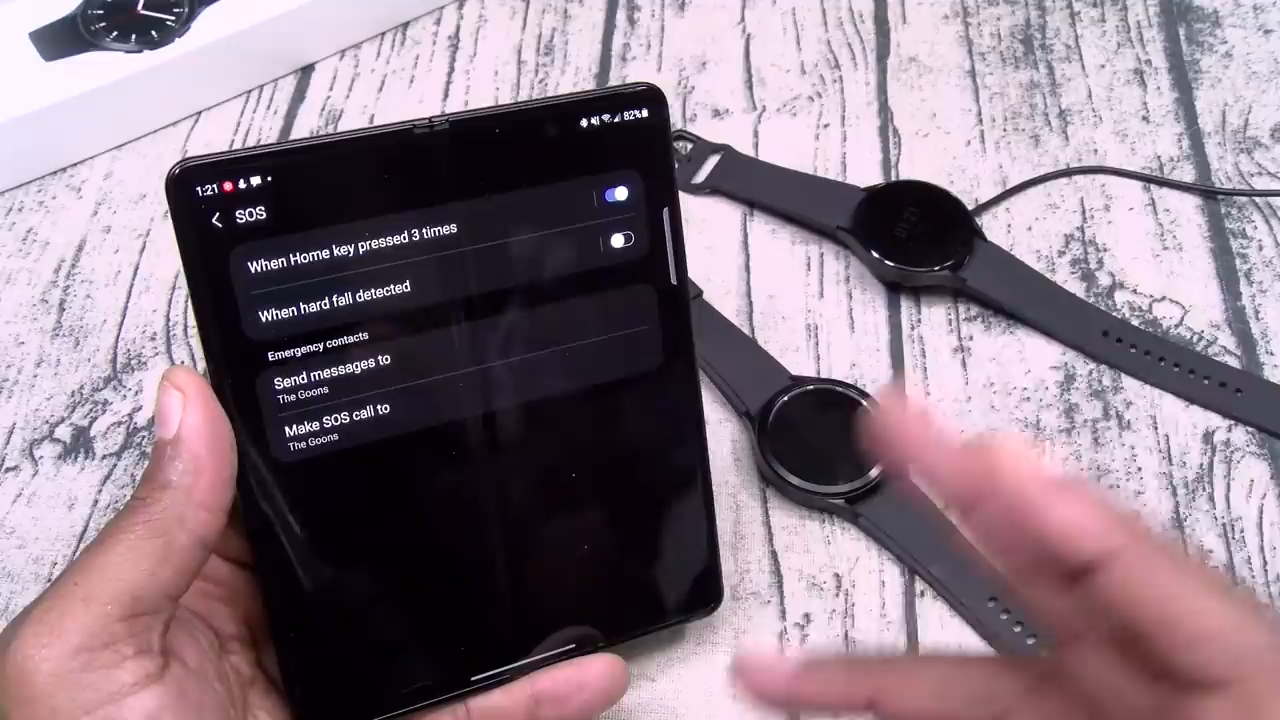 1:21
82%
SOS
When Home key pressed 3 times
When hard fall detected
Emergency contacts
Send messages to
The Goons
Make SOS call to
The Goons